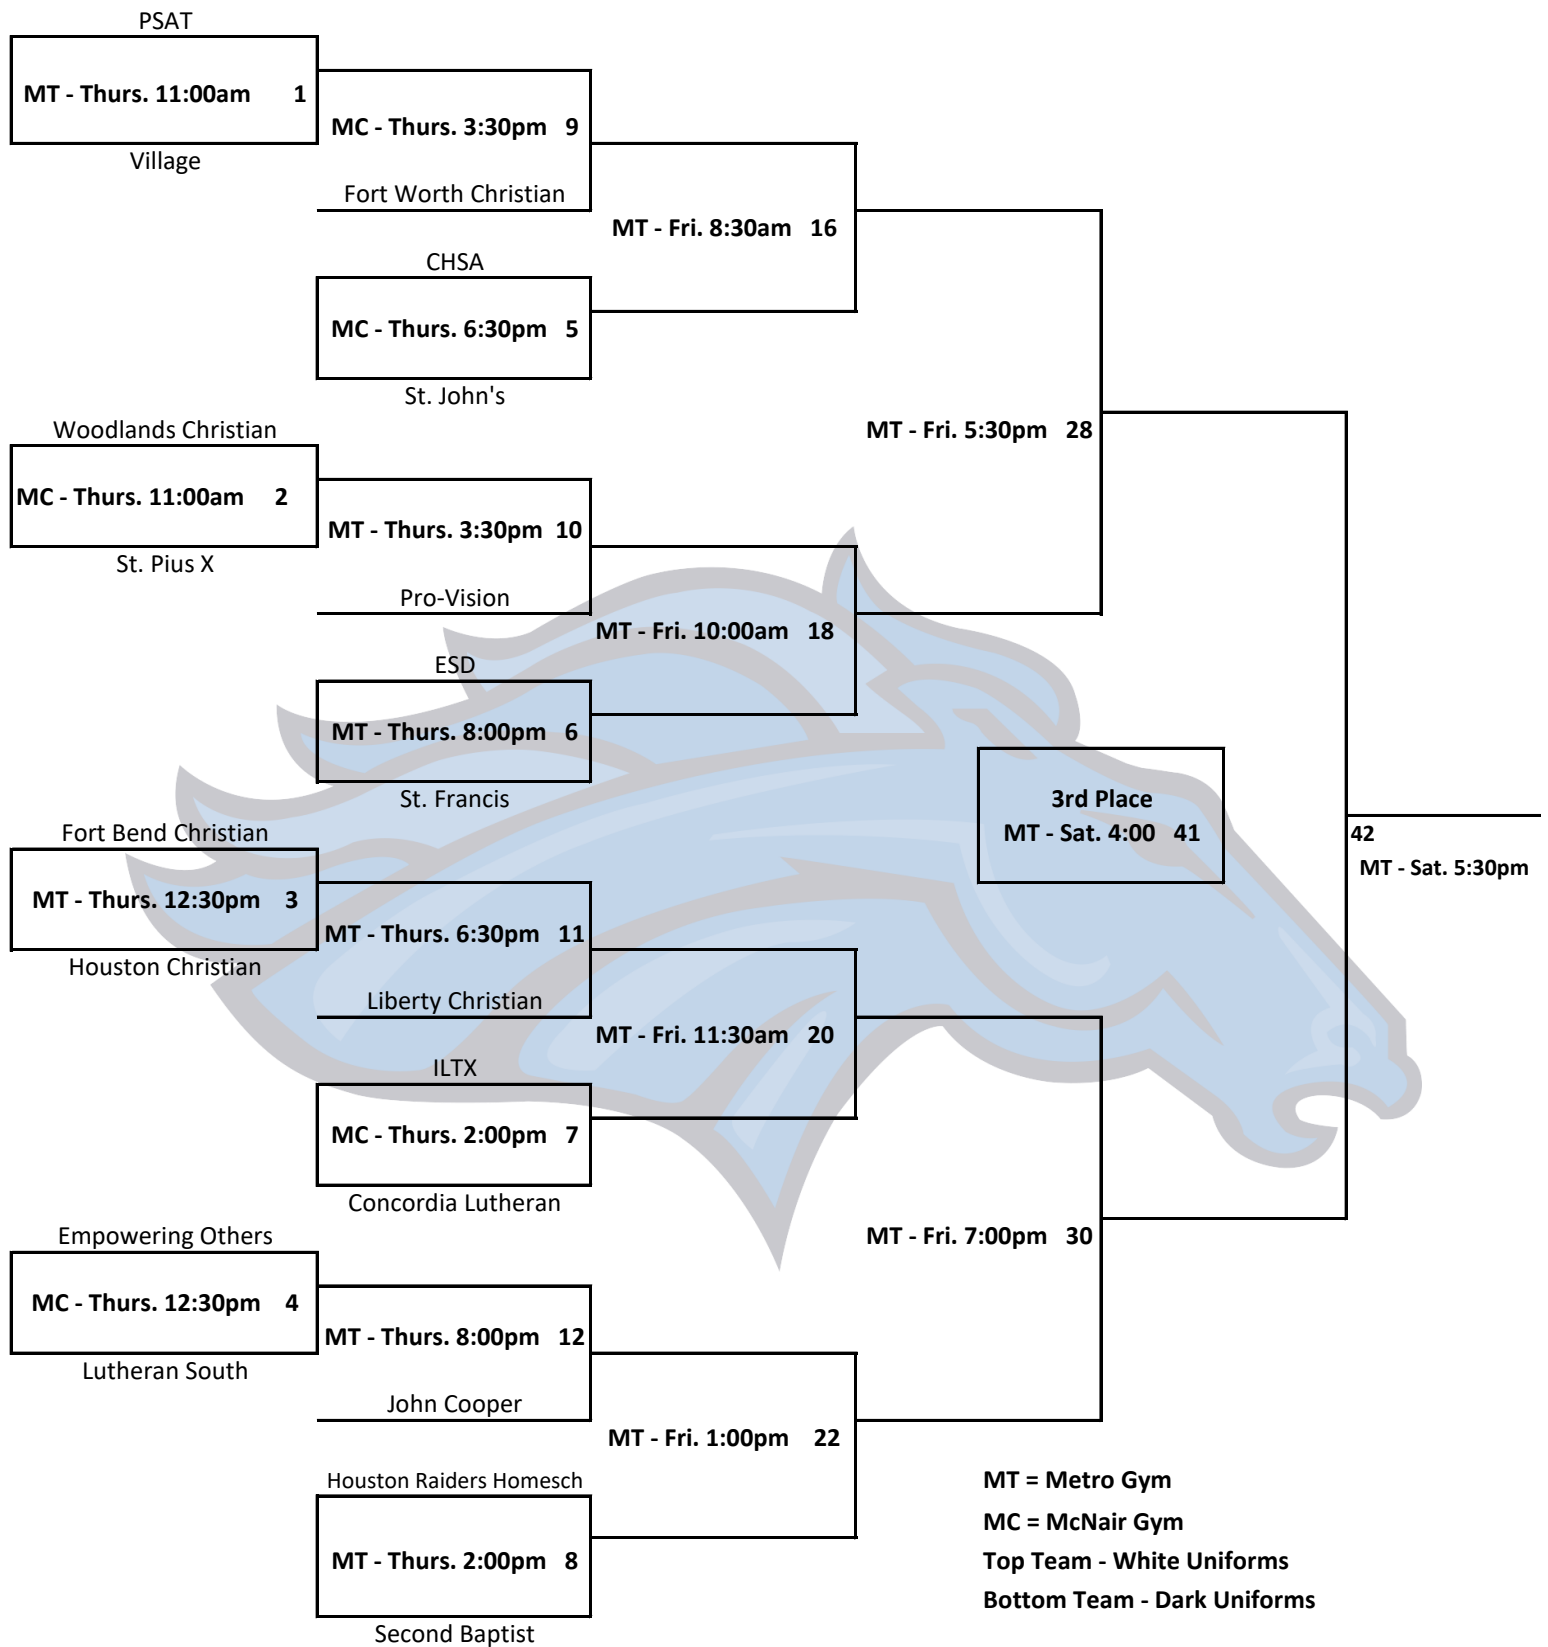 PSAT
MT - Thurs. 11:00am 1
Village
MC - Thurs. 3:30pm 9
Fort Worth Christian
MT - Fri. 8:30am 16
CHSA
MC - Thurs. 6:30pm 5
St. John's
MT - Fri. 5:30pm 28
Woodlands Christian
MC - Thurs. 11:00am 2
St. Pius X
MT - Thurs. 3:30pm 10
Pro-Vision
MT - Fri. 10:00am 18
ESD
MT - Thurs. 8:00pm 6
St. Francis
3rd Place
MT - Sat. 4:00 41
42
MT - Sat. 5:30pm
Fort Bend Christian
MT - Thurs. 12:30pm 3
Houston Christian
MT - Thurs. 6:30pm 11
Liberty Christian
MT - Fri. 11:30am 20
ILTX
MC - Thurs. 2:00pm 7
Concordia Lutheran
MT - Fri. 7:00pm 30
Empowering Others
MC - Thurs. 12:30pm 4
Lutheran South
MT - Thurs. 8:00pm 12
John Cooper
MT - Fri. 1:00pm 22
Houston Raiders Homesch
MT - Thurs. 2:00pm 8
Second Baptist
MT = Metro Gym
MC = McNair Gym
Top Team - White Uniforms
Bottom Team - Dark Uniforms